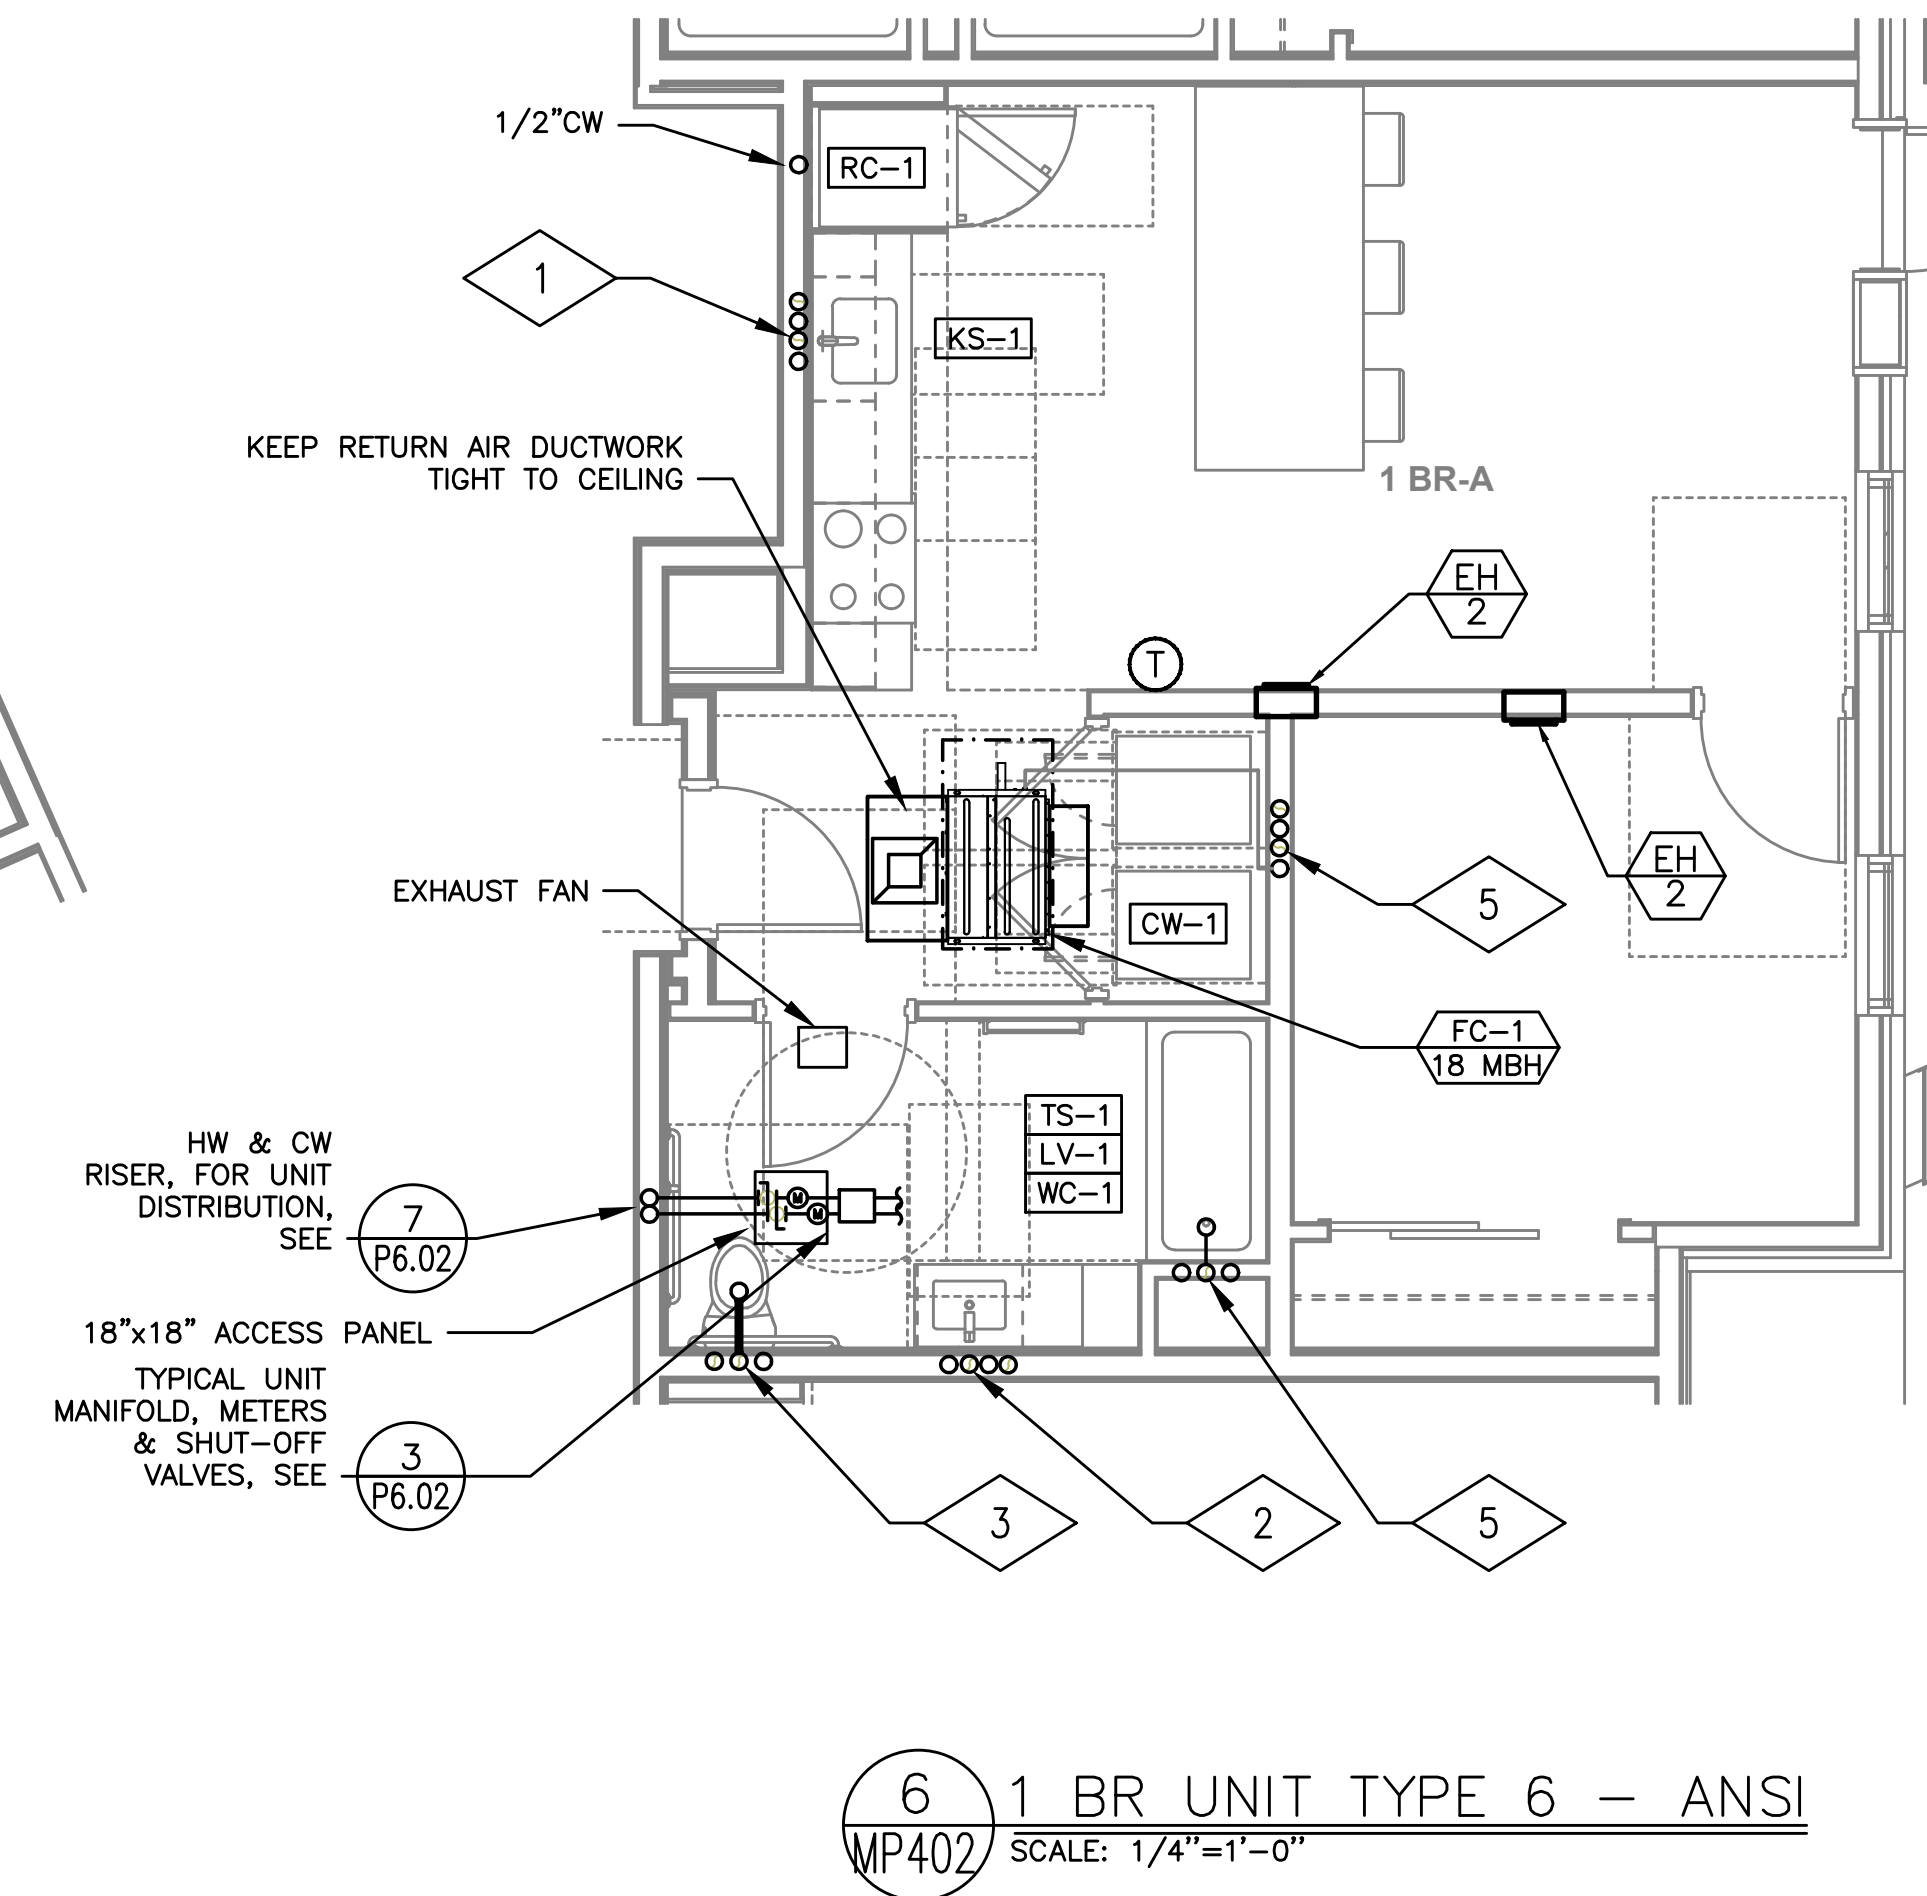 1/2"CW
RC-1
1
KS-1
KEEP RETURN AIR DUCTWORK
TIGHT TO CEILING
1 BR-A
EH
2
T
EH
2
5
EXHAUST FAN
CW-1
FC-1
18 MBH
TS-1
LV-1
WC-1
HW & CW
RISER, FOR UNIT
DISTRIBUTION,
SEE
7
P6.02
M
M
18"x18" ACCESS PANEL
TYPICAL UNIT
MANIFOLD, METERS
& SHUT-OFF
VALVES, SEE
3
P6.02
3
2
5
6
MP402
1 BR UNIT TYPE 6 - ANSI
SCALE: 1/4"=1'-0"